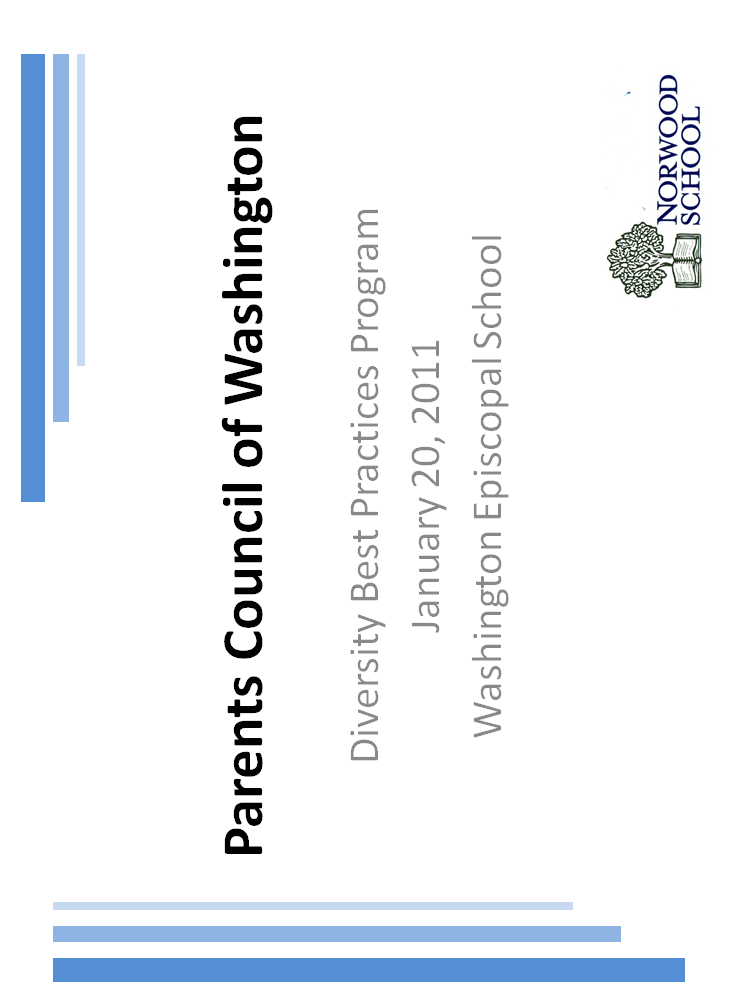 Parents Council of Washington
Diversity Best Practices Program
January 20, 2011
Washington Episcopal School
NORWOOD
SCHOOL